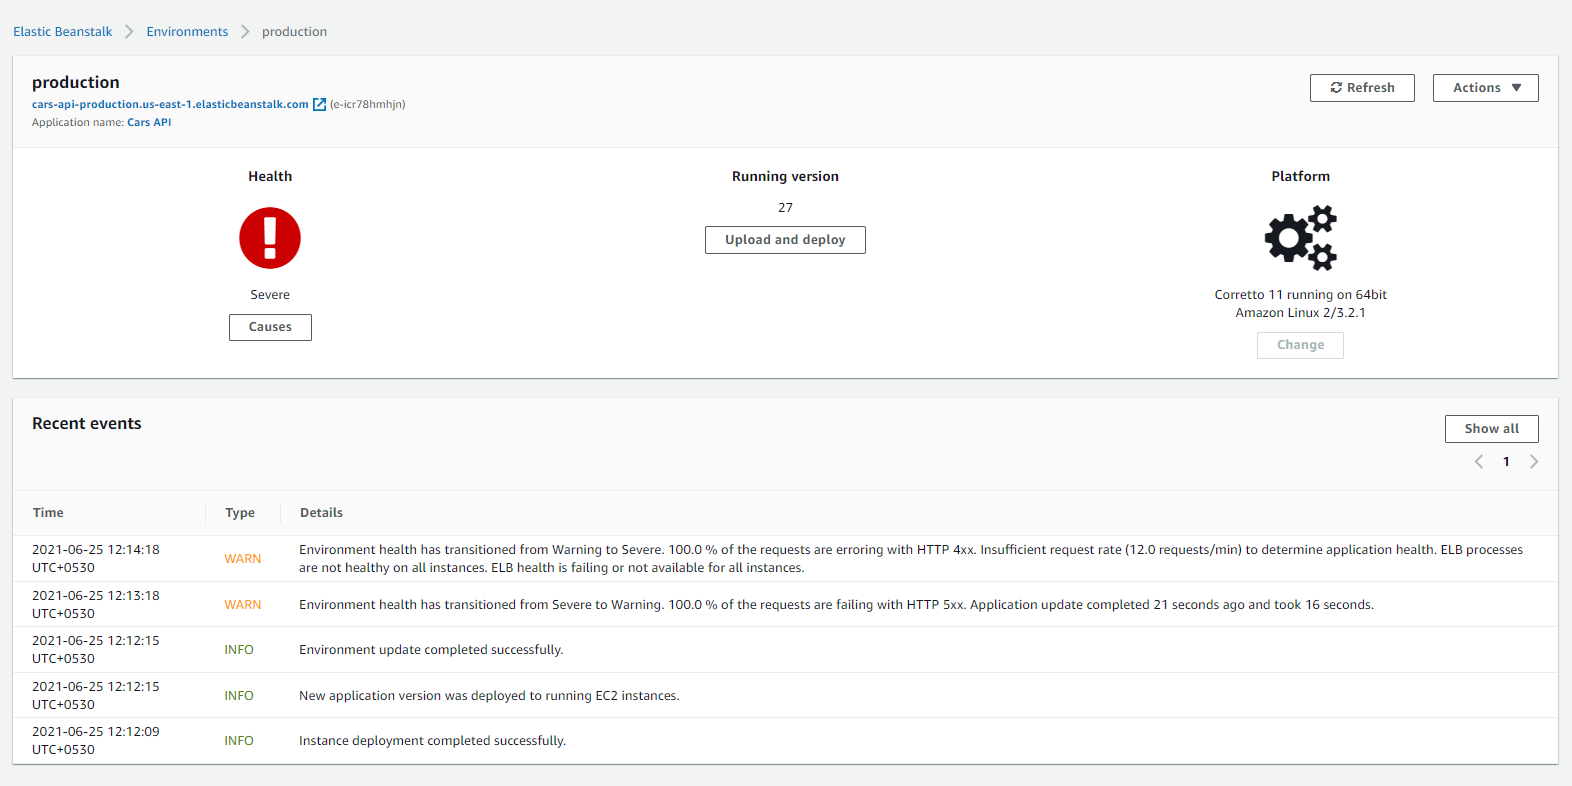 Elastic Beanstalk > Environments > production
production
cars-api-production.us-east-1.elasticbeanstalk.com (e-icr78hmhjn)
Application name: Cars API
Refresh
Actions
Health
Severe
Causes
Running version
27
Upload and deploy
Platform
Corretto 11 running on 64bit
Amazon Linux 2/3.2.1
Change
Recent events
Show all
1
Time Type Details
2021-06-25 12:14:18
UTC+0530
WARN
Environment health has transitioned from Warning to Severe. 100.0 % of the requests are erroring with HTTP 4xx. Insufficient request rate (12.0 requests/min) to determine application health. ELB processes
are not healthy on all instances. ELB health is failing or not available for all instances.
2021-06-25 12:13:18
UTC+0530
WARN
Environment health has transitioned from Severe to Warning. 100.0 % of the requests are failing with HTTP 5xx. Application update completed 21 seconds ago and took 16 seconds.
2021-06-25 12:12:15
UTC+0530
INFO
Environment update completed successfully.
2021-06-25 12:12:15
UTC+0530
INFO
New application version was deployed to running EC2 instances.
2021-06-25 12:12:09
UTC+0530
INFO
Instance deployment completed successfully.